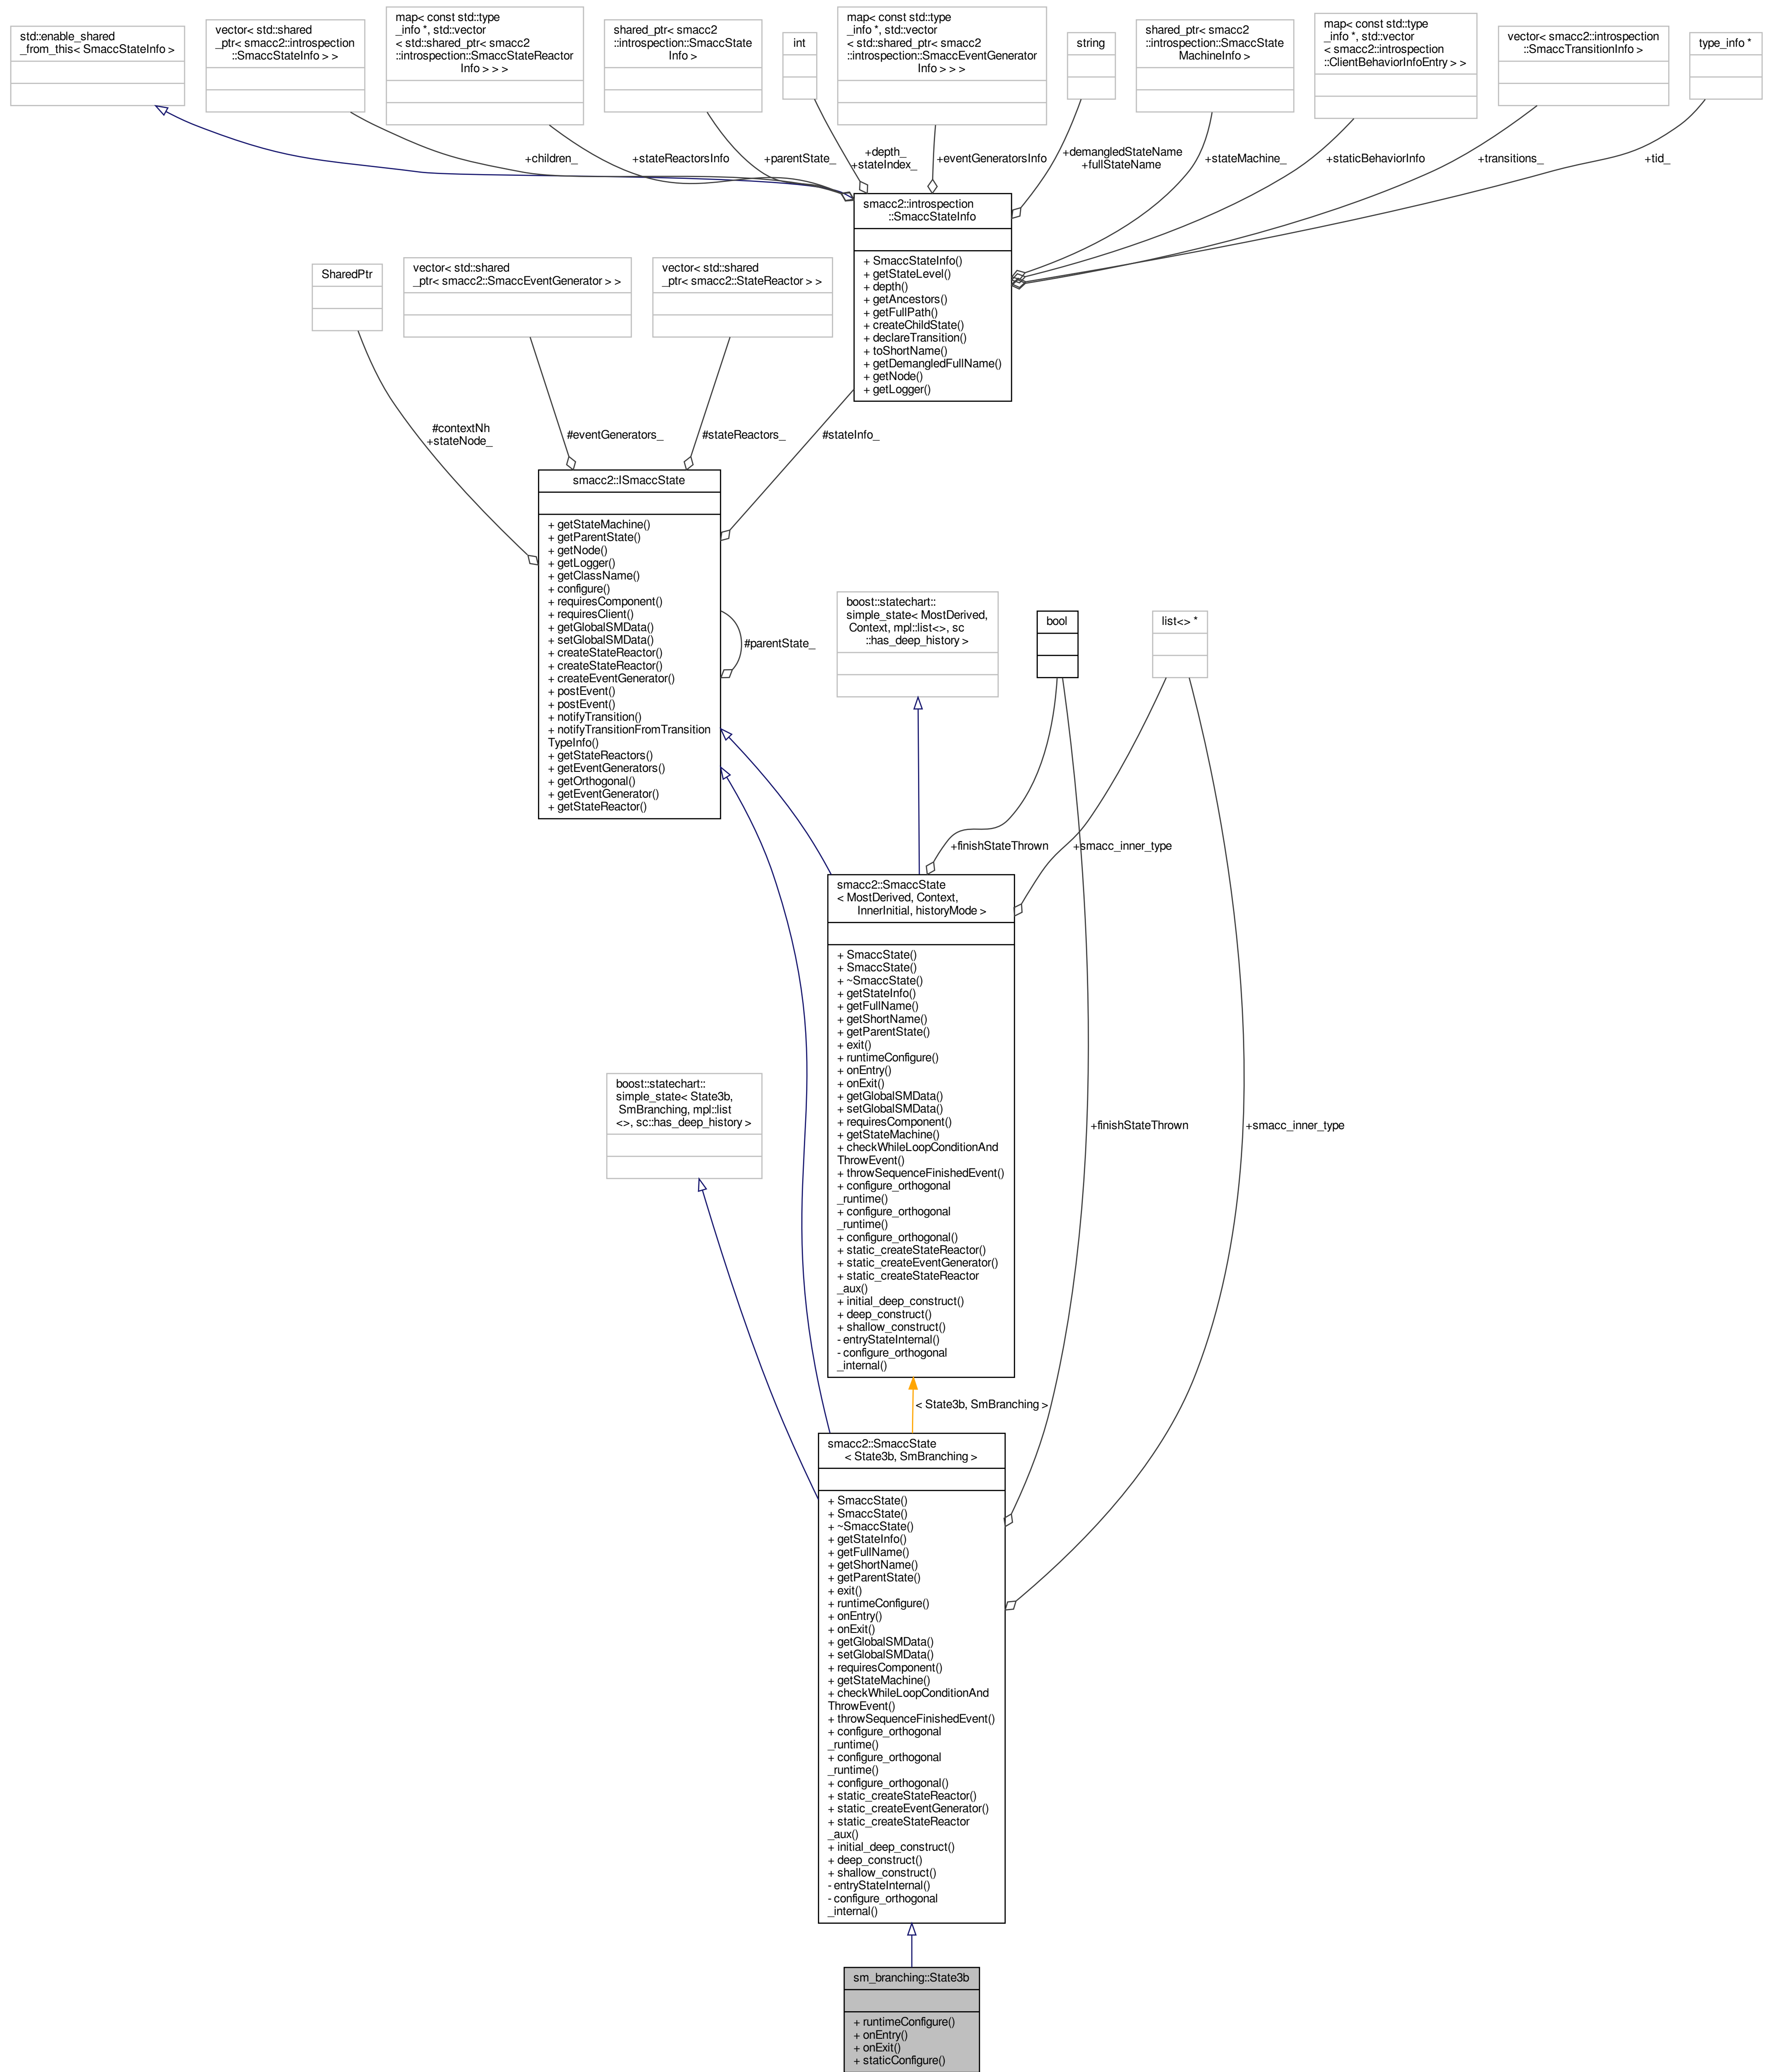 std::enable_shared
_from_this< SmaccStateInfo >
vector< std::shared
_ptr< smacc2::introspection
::SmaccStateInfo > >
map< const std::type
_info *, std::vector
< std::shared_ptr< smacc2
::introspection::SmaccStateReactor
Info > > >
shared_ptr< smacc2
::introspection::SmaccState
Info >
int
map< const std::type
_info *, std::vector
< std::shared_ptr< smacc2
::introspection::SmaccEventGenerator
Info > > >
string
shared_ptr< smacc2
::introspection::SmaccState
MachineInfo >
map< const std::type
_info *, std::vector
< smacc2::introspection
::ClientBehaviorInfoEntry > >
vector< smacc2::introspection
::SmaccTransitionInfo >
type_info *
+children_
+stateReactorsInfo
+parentState_
+depth_
+stateIndex_
+eventGeneratorsInfo
+demangledStateName
+fullStateName
+stateMachine_
+staticBehaviorInfo
+transitions_
+tid_
smacc2::introspection
::SmaccStateInfo
+ SmaccStateInfo()
+ getStateLevel()
+ depth()
+ getAncestors()
+ getFullPath()
+ createChildState()
+ declareTransition()
+ toShortName()
+ getDemangledFullName()
+ getNode()
+ getLogger()
SharedPtr
vector< std::shared
_ptr< smacc2::SmaccEventGenerator > >
vector< std::shared
_ptr< smacc2::StateReactor > >
#contextNh
+stateNode_
#eventGenerators_
#stateReactors_
#stateInfo_
smacc2::ISmaccState
+ getStateMachine()
+ getParentState()
+ getNode()
+ getLogger()
+ getClassName()
+ configure()
+ requiresComponent()
+ requiresClient()
+ getGlobalSMData()
+ setGlobalSMData()
+ createStateReactor()
+ createStateReactor()
+ createEventGenerator()
+ postEvent()
+ postEvent()
+ notifyTransition()
+ notifyTransitionFromTransition
TypeInfo()
+ getStateReactors()
+ getEventGenerators()
+ getOrthogonal()
+ getEventGenerator()
+ getStateReactor()
#parentState_
boost::statechart::
simple_state< MostDerived,
Context, mpl::list<>, sc
::has_deep_history >
bool
list<> *
+finishStateThrown
+smacc_inner_type
smacc2::SmaccState
< MostDerived, Context,
InnerInitial, historyMode >
+ SmaccState()
+ SmaccState()
+ ~SmaccState()
+ getStateInfo()
+ getFullName()
+ getShortName()
+ getParentState()
+ exit()
+ runtimeConfigure()
+ onEntry()
+ onExit()
+ getGlobalSMData()
+ setGlobalSMData()
+ requiresComponent()
+ getStateMachine()
+ checkWhileLoopConditionAnd
ThrowEvent()
+ throwSequenceFinishedEvent()
+ configure_orthogonal
_runtime()
+ configure_orthogonal
_runtime()
+ configure_orthogonal()
+ static_createStateReactor()
+ static_createEventGenerator()
+ static_createStateReactor
_aux()
+ initial_deep_construct()
+ deep_construct()
+ shallow_construct()
- entryStateInternal()
- configure_orthogonal
_internal()
boost::statechart::
simple_state< State3b,
SmBranching, mpl::list
<>, sc::has_deep_history >
+finishStateThrown
+smacc_inner_type
< State3b, SmBranching >
smacc2::SmaccState
< State3b, SmBranching >
+ SmaccState()
+ SmaccState()
+ ~SmaccState()
+ getStateInfo()
+ getFullName()
+ getShortName()
+ getParentState()
+ exit()
+ runtimeConfigure()
+ onEntry()
+ onExit()
+ getGlobalSMData()
+ setGlobalSMData()
+ requiresComponent()
+ getStateMachine()
+ checkWhileLoopConditionAnd
ThrowEvent()
+ throwSequenceFinishedEvent()
+ configure_orthogonal
_runtime()
+ configure_orthogonal
_runtime()
+ configure_orthogonal()
+ static_createStateReactor()
+ static_createEventGenerator()
+ static_createStateReactor
_aux()
+ initial_deep_construct()
+ deep_construct()
+ shallow_construct()
- entryStateInternal()
- configure_orthogonal
_internal()
sm_branching::State3b
+ runtimeConfigure()
+ onEntry()
+ onExit()
+ staticConfigure()